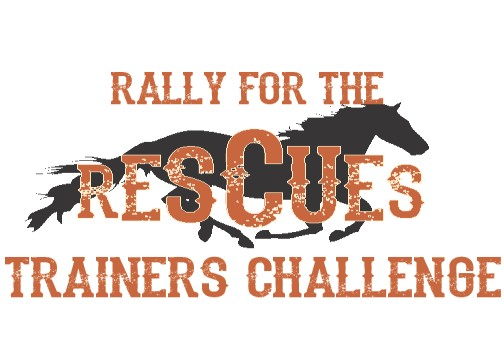 RALLY FOR THE
RESCUES
TRAINERS CHALLENGE